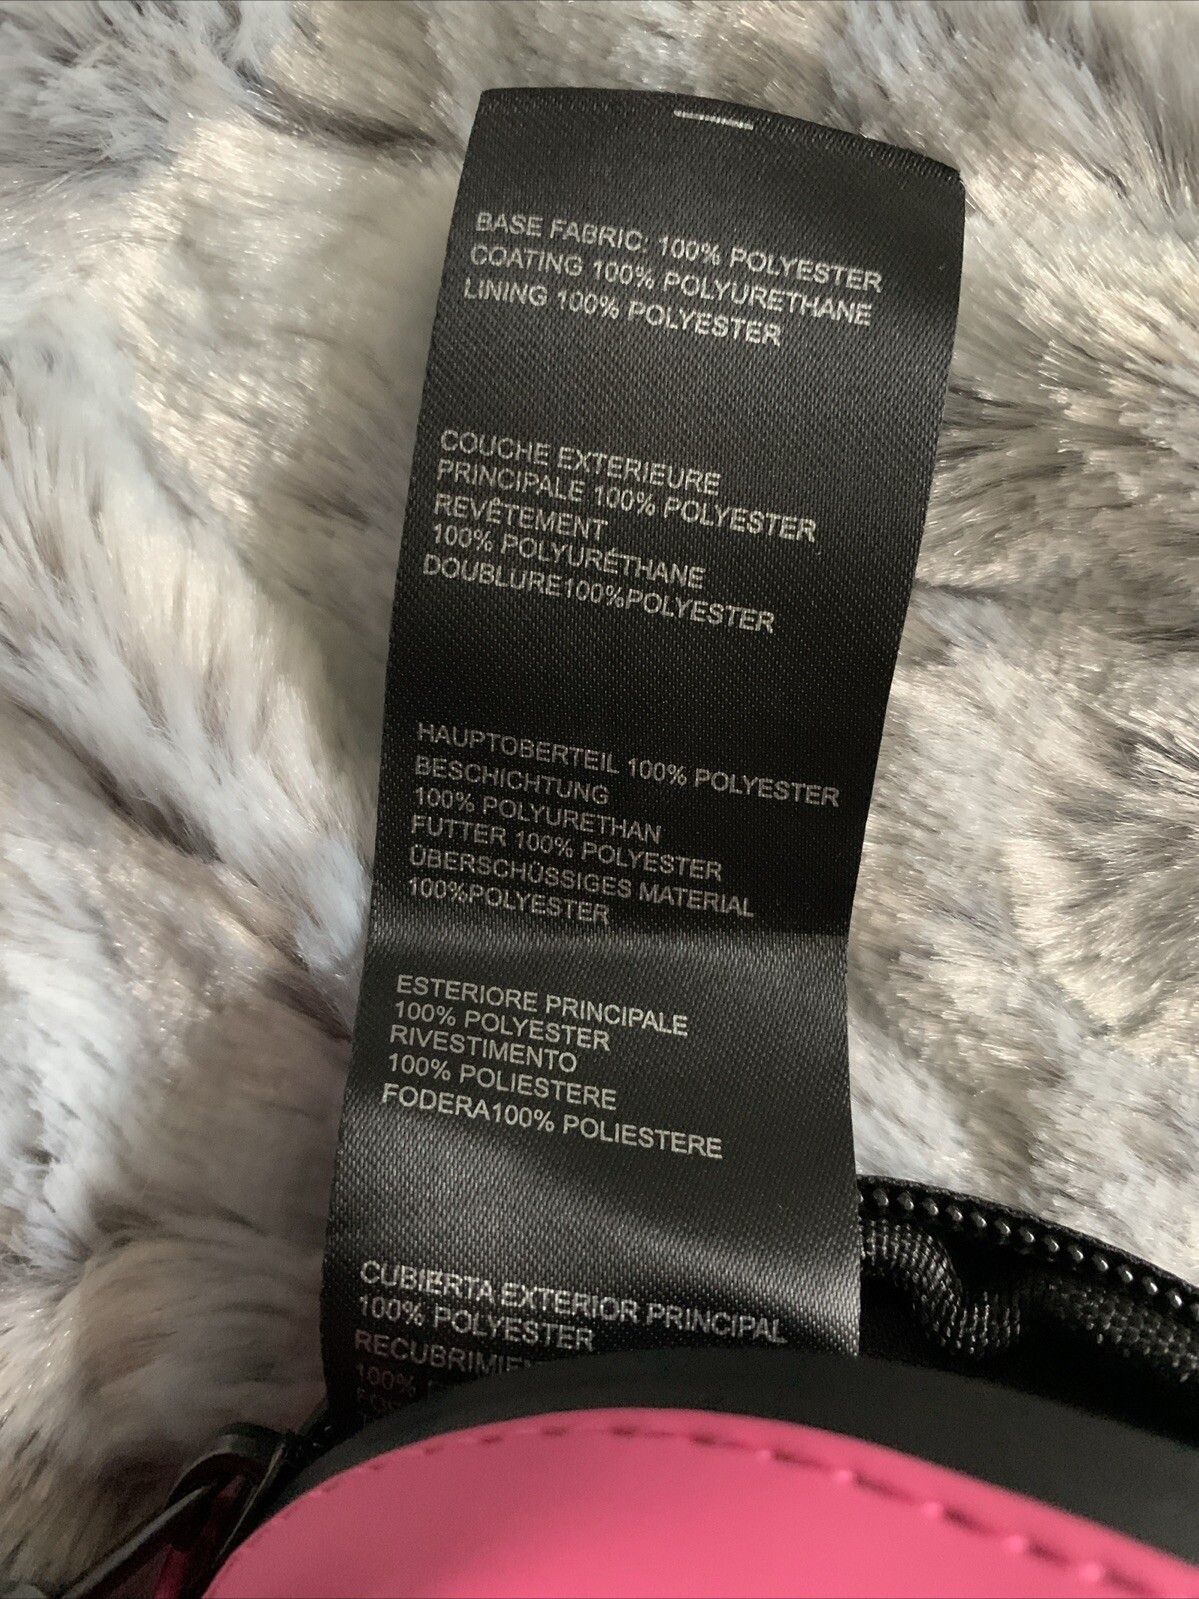 BASE FABRIC: 100% POLYESTER
COATING 100% POLYURETHANE
LINING 100% POLYESTER
COUCHE EXTERIEURE
PRINCIPALE 100% POLYESTER
REVÊTEMENT
100% POLYURÉTHANE
DOUBLURE100%POLYESTER
HAUPTOBERTEIL 100% POLYESTER
BESCHICHTUNG
100% POLYURETHAN
FUTTER 100% POLYESTER
ÜBERSCHÜSSIGES MATERIAL
100%POLYESTER
ESTERIORE PRINCIPALE
100% POLYESTER
RIVESTIMENTO
100% POLIESTERE
FODERA100% POLIESTERE
CUBIERTA EXTERIOR PRINCIPAL
100% POLYESTER
100%